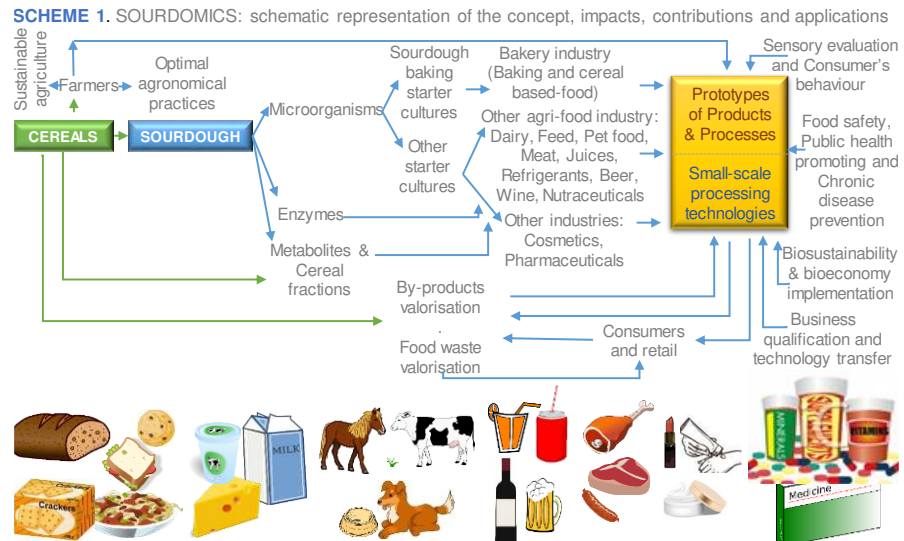 SCHEME 1. SOURDOMICS: schematic representation of the concept, impacts, contributions and applications
Sustainable
agriculture
Farmers
Optimal
agronomical
practices
CEREALS
SOURDOUGH
Microorganisms
Enzymes
Metabolites &
Cereal
fractions
Sourdough
baking
starter
cultures
Other
starter
cultures
Bakery industry
(Baking and cereal
based-food)
Other agri-food industry:
Dairy, Feed, Pet food,
Meat, Juices,
Refrigerants, Beer,
Wine, Nutraceuticals
Other industries:
Cosmetics,
Pharmaceuticals
By-products
valorisation
.
Food waste
valorisation
Consumers
and retail
Prototypes
of Products
& Processes
Small-scale
processing
technologies
Sensory evaluation
and Consumer's
behaviour
Food safety,
Public health
promoting and
Chronic
disease
prevention
Biosustainability
& bioeconomy
implementation
Business
qualification and
technology transfer
Crackers
MILK
MINERALS
VITAMINS
Medicine